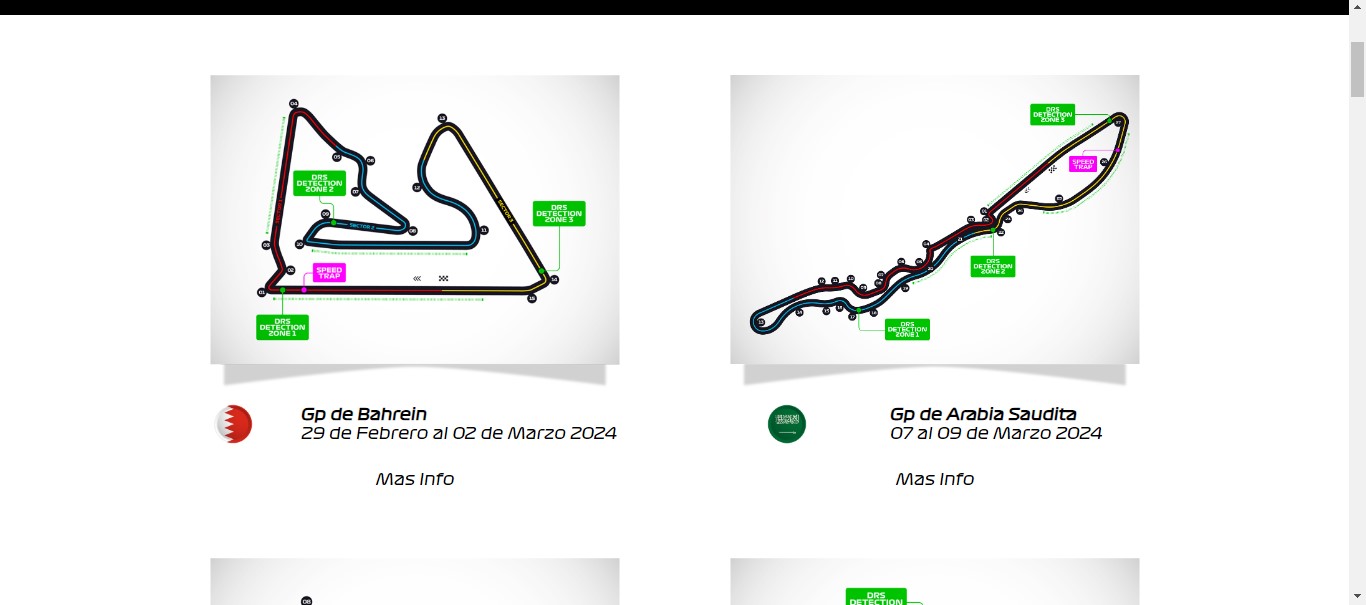 04
13
05
06
DRS
DETECTION
ZONE 2
07
12
09
SECTOR 2
08
10
11
SECTOR 3
DRS
DETECTION
ZONE 3
03
02
SPEED
TRAP
01
14
15
DRS
DETECTION
ZONE 1
DRS
DETECTION
ZONE 3
27
SPEED
TRAP
DRS
DETECTION
ZONE 2
DRS
DETECTION
ZONE 1
Gp de Bahrein
29 de Febrero al 02 de Marzo 2024
Mas Info
Gp de Arabia Saudita
07 al 09 de Marzo 2024
Mas Info
08
DRS
DETECTION